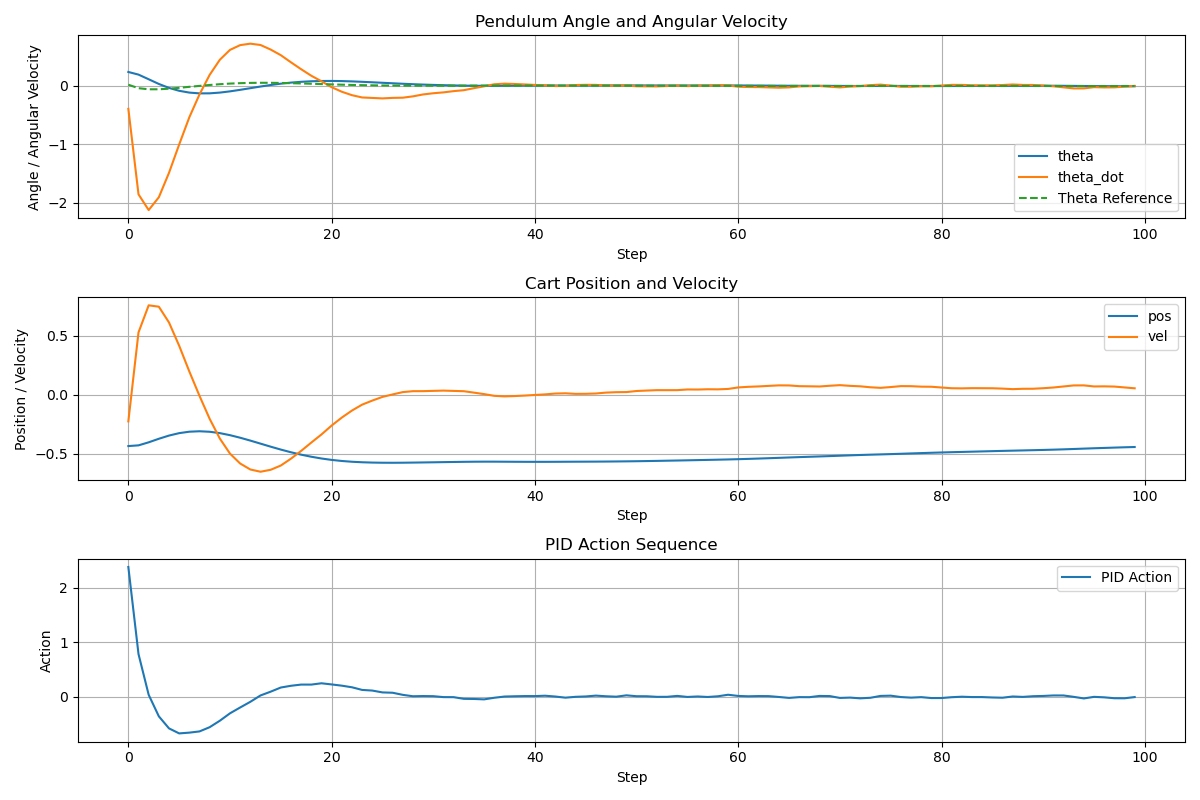 Pendulum Angle and Angular Velocity
Angle / Angular Velocity
0
−1
−2
theta
theta_dot
Theta Reference
0 20 40 60 80 100
Step
Cart Position and Velocity
Position / Velocity
0.5
0.0
−0.5
pos
vel
0 20 40 60 80 100
Step
PID Action Sequence
Action
2
1
0
PID Action
0 20 40 60 80 100
Step